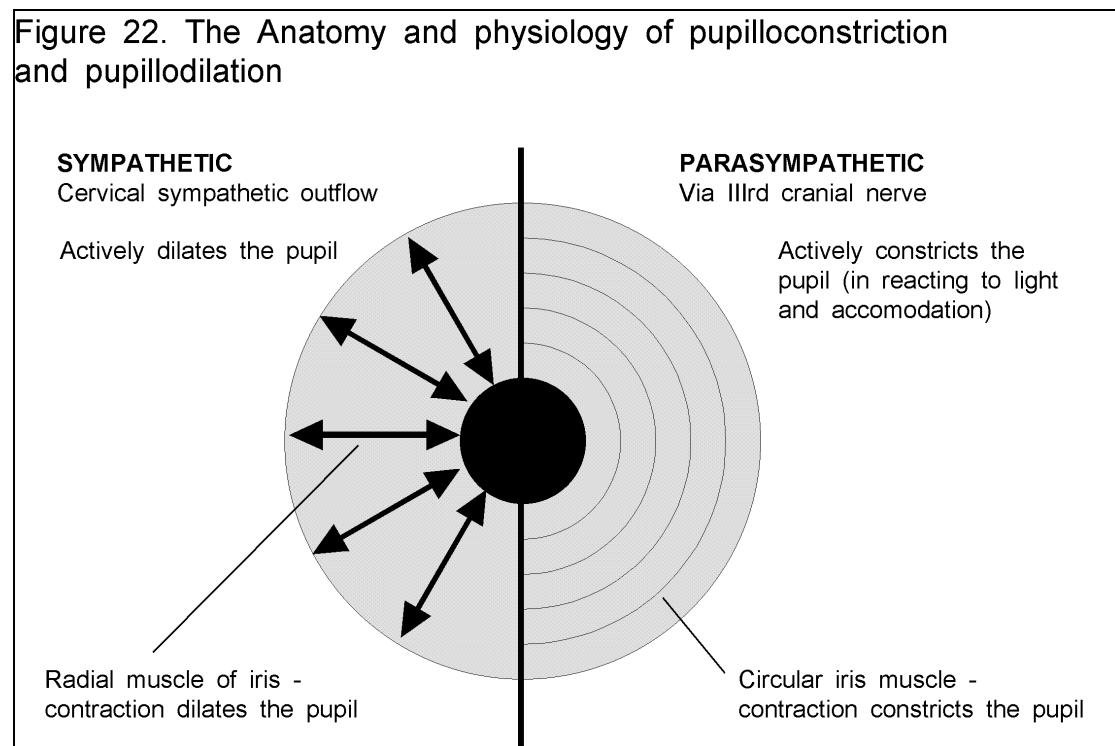 Figure 22. The Anatomy and physiology of pupilloconstriction
and pupillodilation
SYMPATHETIC
Cervical sympathetic outflow
Actively dilates the pupil
PARASYMPATHETIC
Via IIIrd cranial nerve
Actively constricts the
pupil (in reacting to light
and accomodation)
Radial muscle of iris -
contraction dilates the pupil
Circular iris muscle -
contraction constricts the pupil